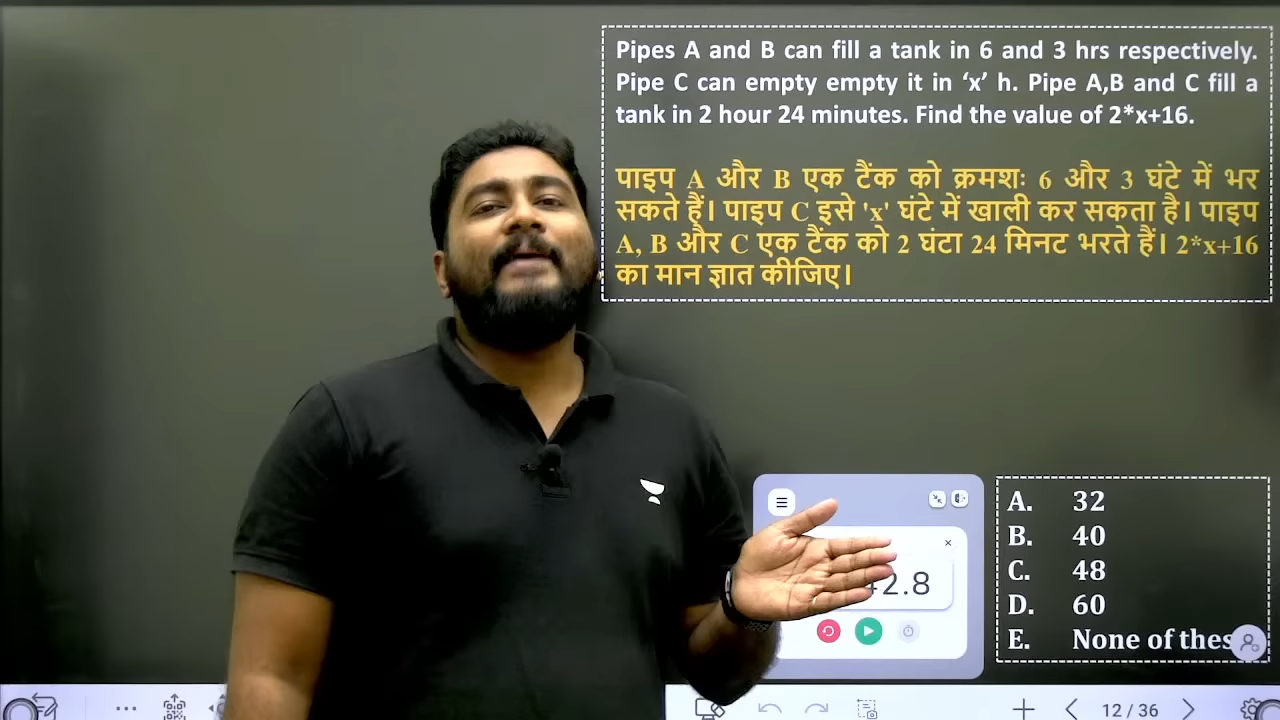 Pipes A and B can fill a tank in 6 and 3 hrs respectively.
Pipe C can empty empty it in ‘x’ h. Pipe A,B and C fill a
tank in 2 hour 24 minutes. Find the value of 2*x+16.
पाइप A और B एक टैंक को क्रमशः 6 और 3 घंटे में भर
सकते हैं। पाइप C इसे 'x' घंटे में खाली कर सकता है। पाइप
A, B और C एक टैंक को 2 घंटा 24 मिनट भरते हैं। 2*x+16
का मान ज्ञात कीजिए।
2.8
A. 32
B. 40
C. 48
D. 60
E. None of thes
12 / 36